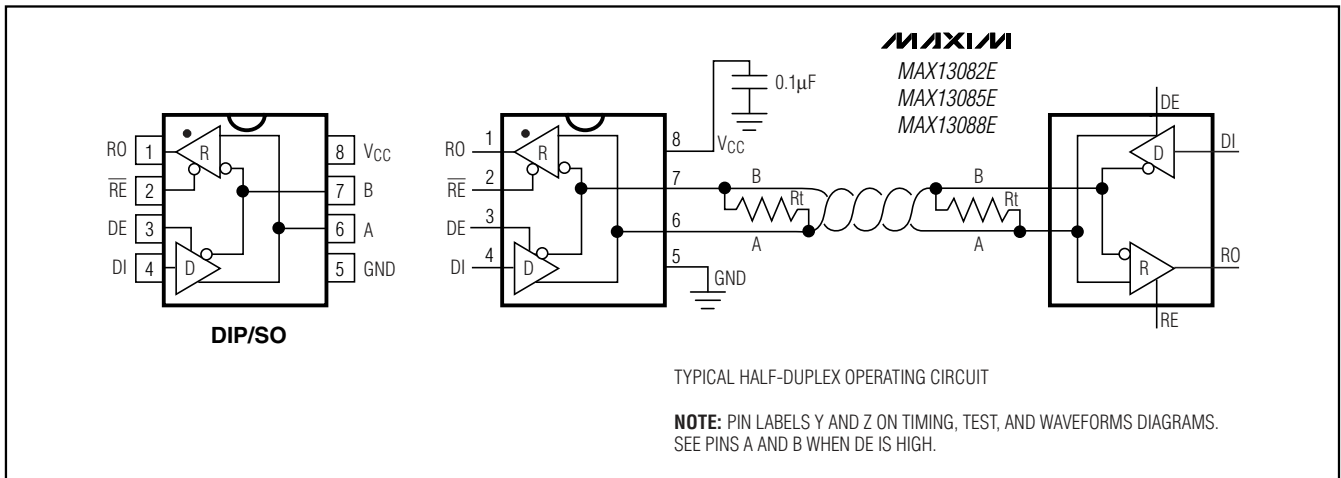 MAXIM
MAX13082E
MAX13085E
MAX13088E
RO 1
R̅E̅ 2
DE 3
DI 4
R
D
8 VCC
7 B
6 A
5 GND
DIP/SO
0.1µF
RO 1
R̅E̅ 2
DE 3
DI 4
R
D
8 VCC
7 B
6 A
5 GND
Rt
B
Rt
A
DE
D
DI
R
RO
RE
TYPICAL HALF-DUPLEX OPERATING CIRCUIT
NOTE: PIN LABELS Y AND Z ON TIMING, TEST, AND WAVEFORMS DIAGRAMS.
SEE PINS A AND B WHEN DE IS HIGH.